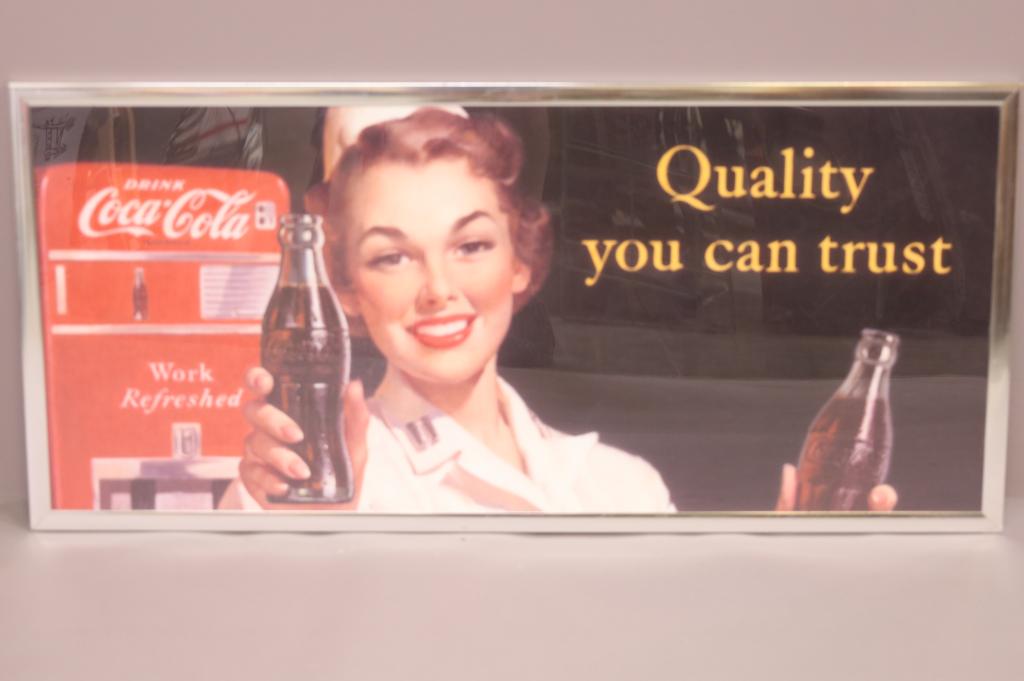 DRINK
Coca-Cola
Work
Refreshed
Quality
you can trust